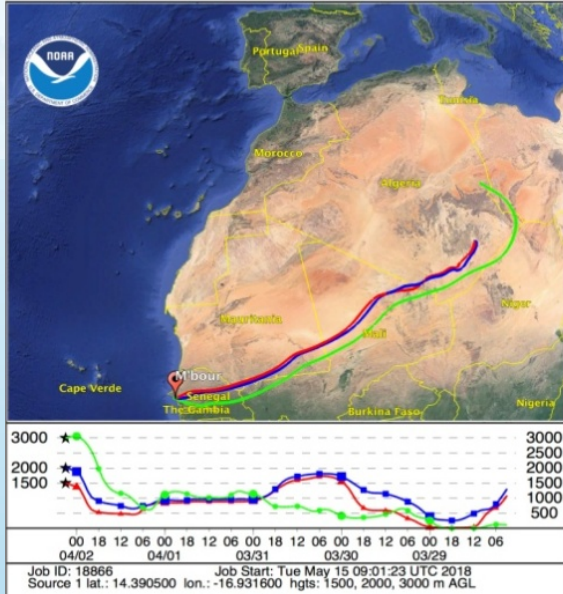 NOAA
Portugal Spain
Tunisia
Morocco
Algeria
Mauritania
Mali
Niger
M'bour
Cape Verde
Senegal
The Gambia
Burkina Faso
Nigeria
3000 3000
2500
2000 2000
1500 1500
1000
500
00 18 12 06 00 18 12 06 00 18 12 06 00 18 12 06 00 18 12 06
04/02 04/01 03/31 03/30 03/29
Job ID: 18866 Job Start: Tue May 15 09:01:23 UTC 2018
Source 1 lat.: 14.390500 lon.: -16.931600 hgts: 1500, 2000, 3000 m AGL